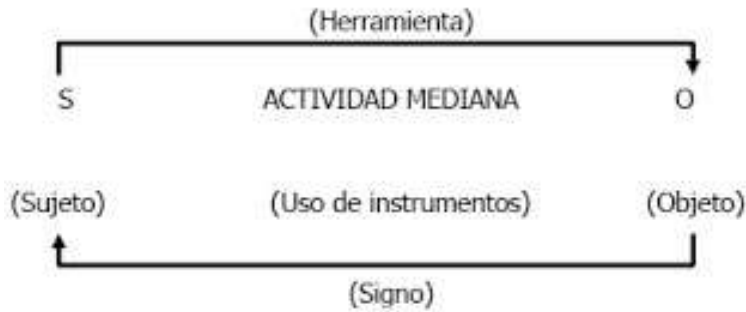 (Herramienta)
S ACTIVIDAD MEDIANA O
(Sujeto) (Uso de instrumentos) (Objeto)
(Signo)